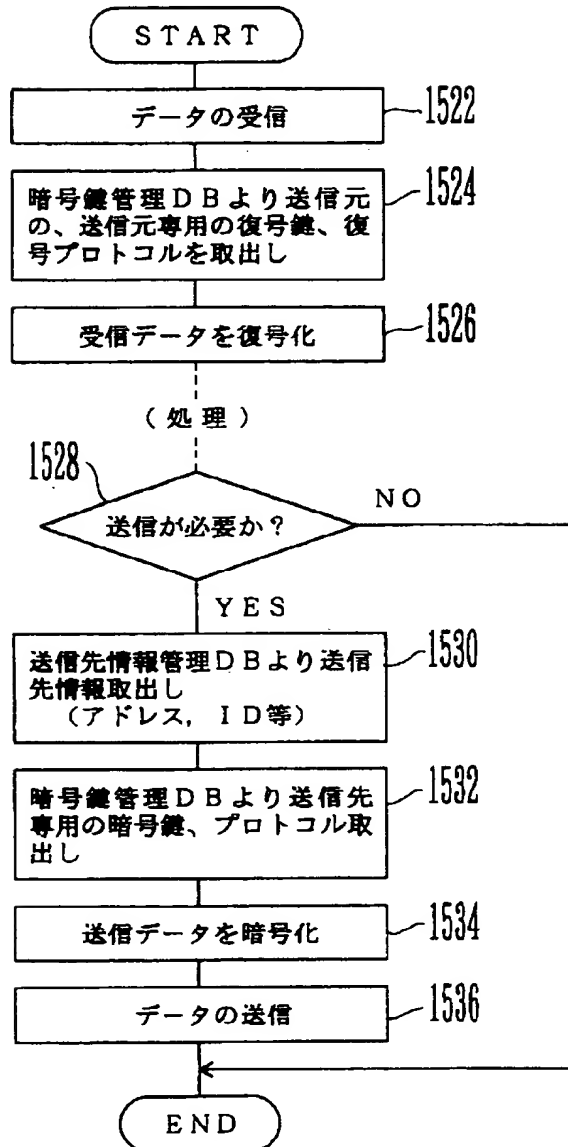 START
データの受信
1522
暗号鍵管理DBより送信元
の、送信元専用の復号鍵、復
号プロトコルを取出し
1524
受信データを復号化
1526
(処理)
1528
送信が必要か?
NO
YES
送信先情報管理DBより送信
先情報取出し
(アドレス, ID等)
1530
暗号鍵管理DBより送信先
専用の暗号鍵、プロトコル取
出し
1532
送信データを暗号化
1534
データの送信
1536
END